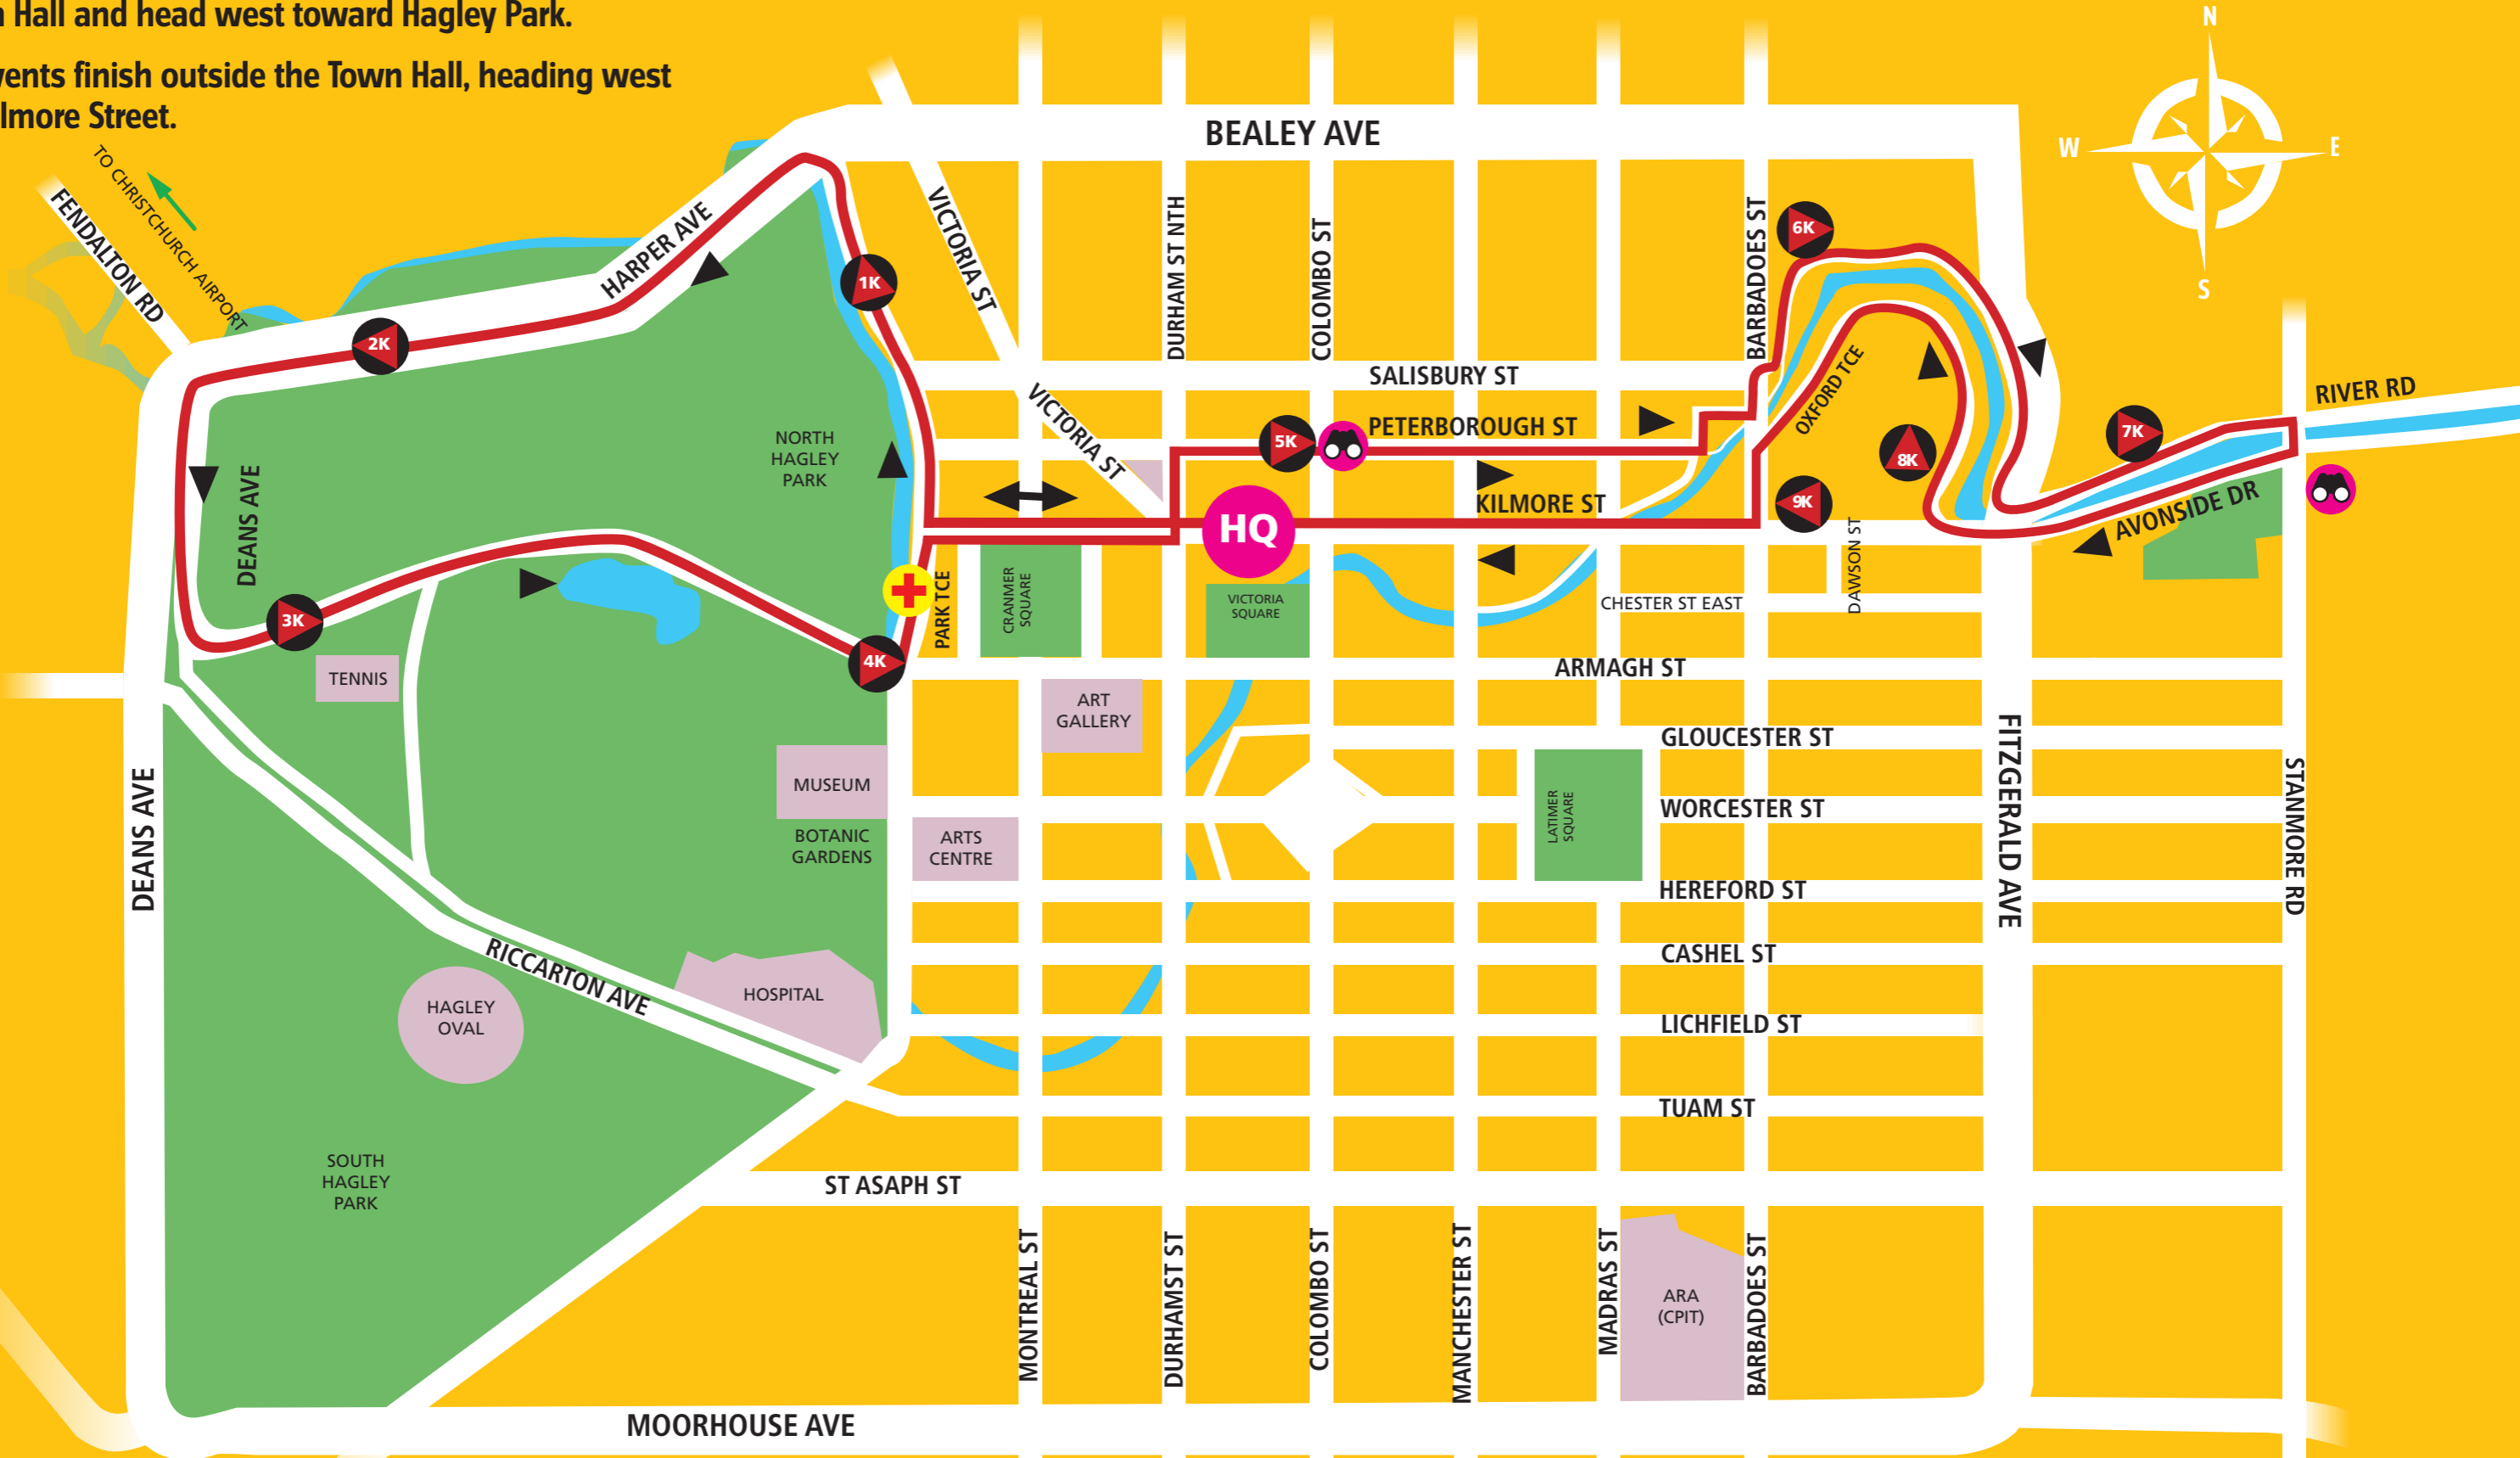 n Hall and head west toward Hagley Park.
vents finish outside the Town Hall, heading west
lmore Street.
N
W
E
S
BEALEY AVE
TO CHRISTCHURCH AIRPORT
FENDALTON RD
HARPER AVE
VICTORIA ST
DURHAM ST NTH
COLOMBO ST
BARBADOES ST
6K
1K
2K
SALISBURY ST
OXFORD TCE
RIVER RD
VICTORIA ST
PETERBOROUGH ST
5K
7K
NORTH
HAGLEY
PARK
8K
DEANS AVE
KILMORE ST
9K
AVONSIDE DR
HQ
DAWSON ST
PARK TCE
CRANMER
SQUARE
VICTORIA
SQUARE
CHESTER ST EAST
3K
4K
ARMAGH ST
TENNIS
ART
GALLERY
GLOUCESTER ST
FITZGERALD AVE
MUSEUM
DEANS AVE
LATIMER
SQUARE
WORCESTER ST
STANMORE RD
BOTANIC
GARDENS
ARTS
CENTRE
HEREFORD ST
CASHEL ST
RICCARTON AVE
HOSPITAL
HAGLEY
OVAL
LICHFIELD ST
TUAM ST
SOUTH
HAGLEY
PARK
ST ASAPH ST
MONTREAL ST
DURHAMST ST
COLOMBO ST
MANCHESTER ST
MADRAS ST
ARA
(CPIT)
BARBADOES ST
MOORHOUSE AVE